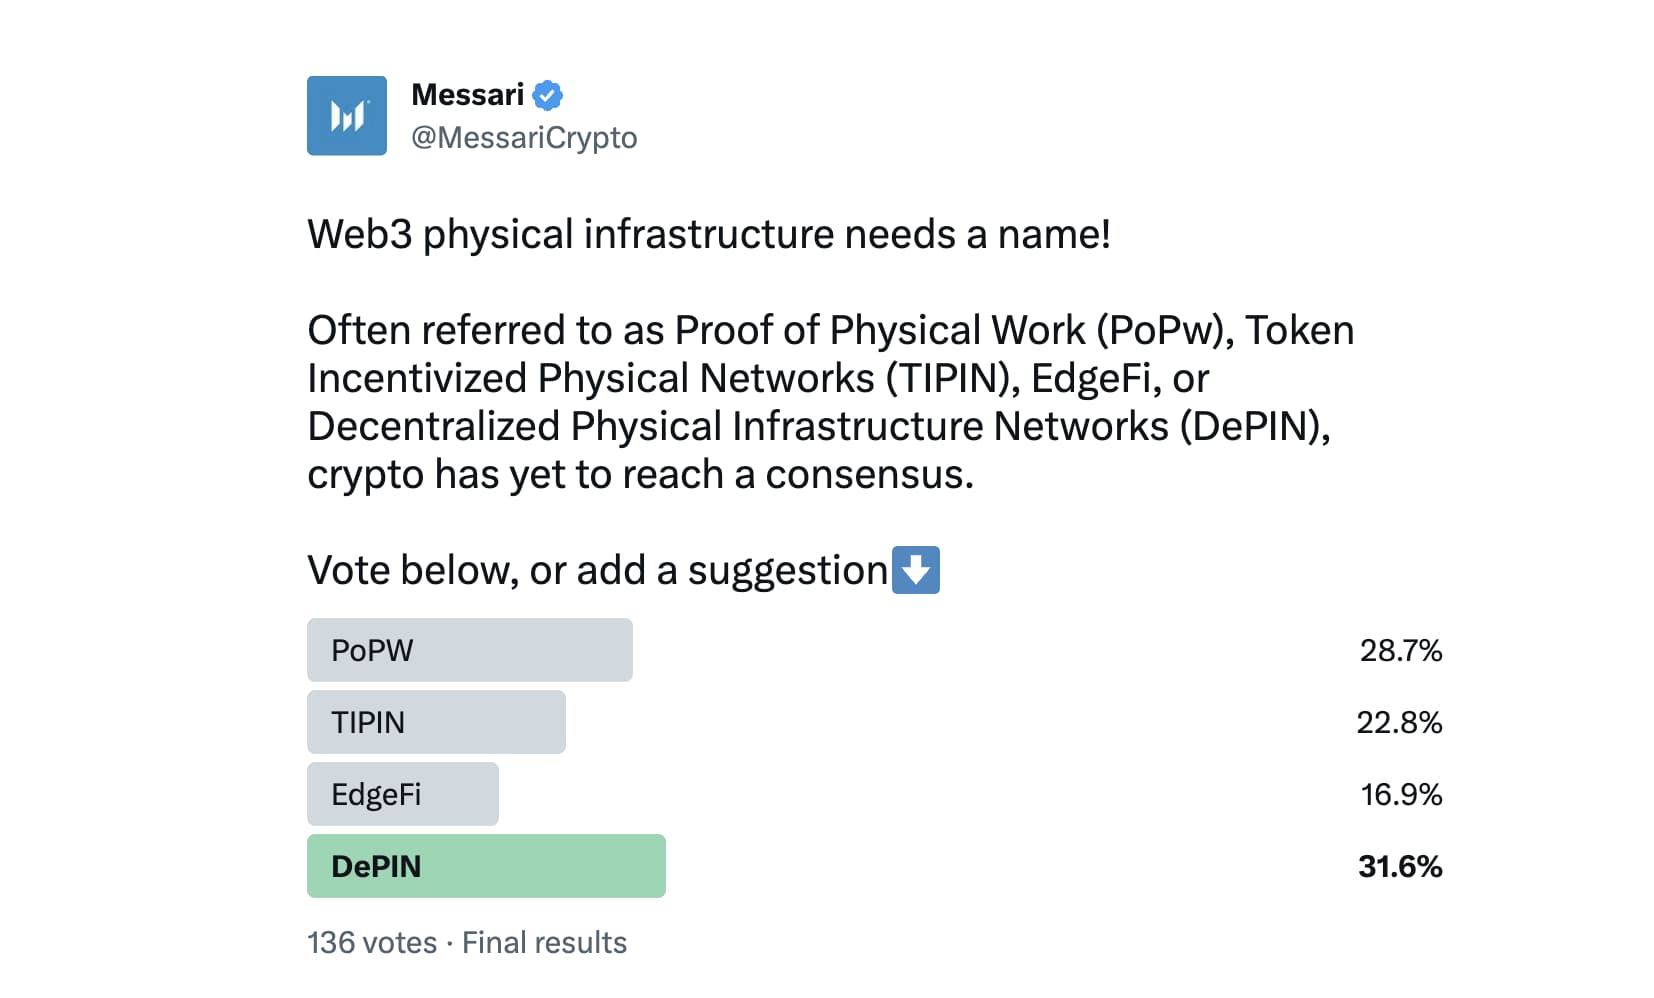 Messari
@MessariCrypto
Web3 physical infrastructure needs a name!
Often referred to as Proof of Physical Work (PoPw), Token
Incentivized Physical Networks (TIPIN), EdgeFi, or
Decentralized Physical Infrastructure Networks (DePIN),
crypto has yet to reach a consensus.
Vote below, or add a suggestion⬇️
PoPW 28.7%
TIPIN 22.8%
EdgeFi 16.9%
DePIN 31.6%
136 votes · Final results